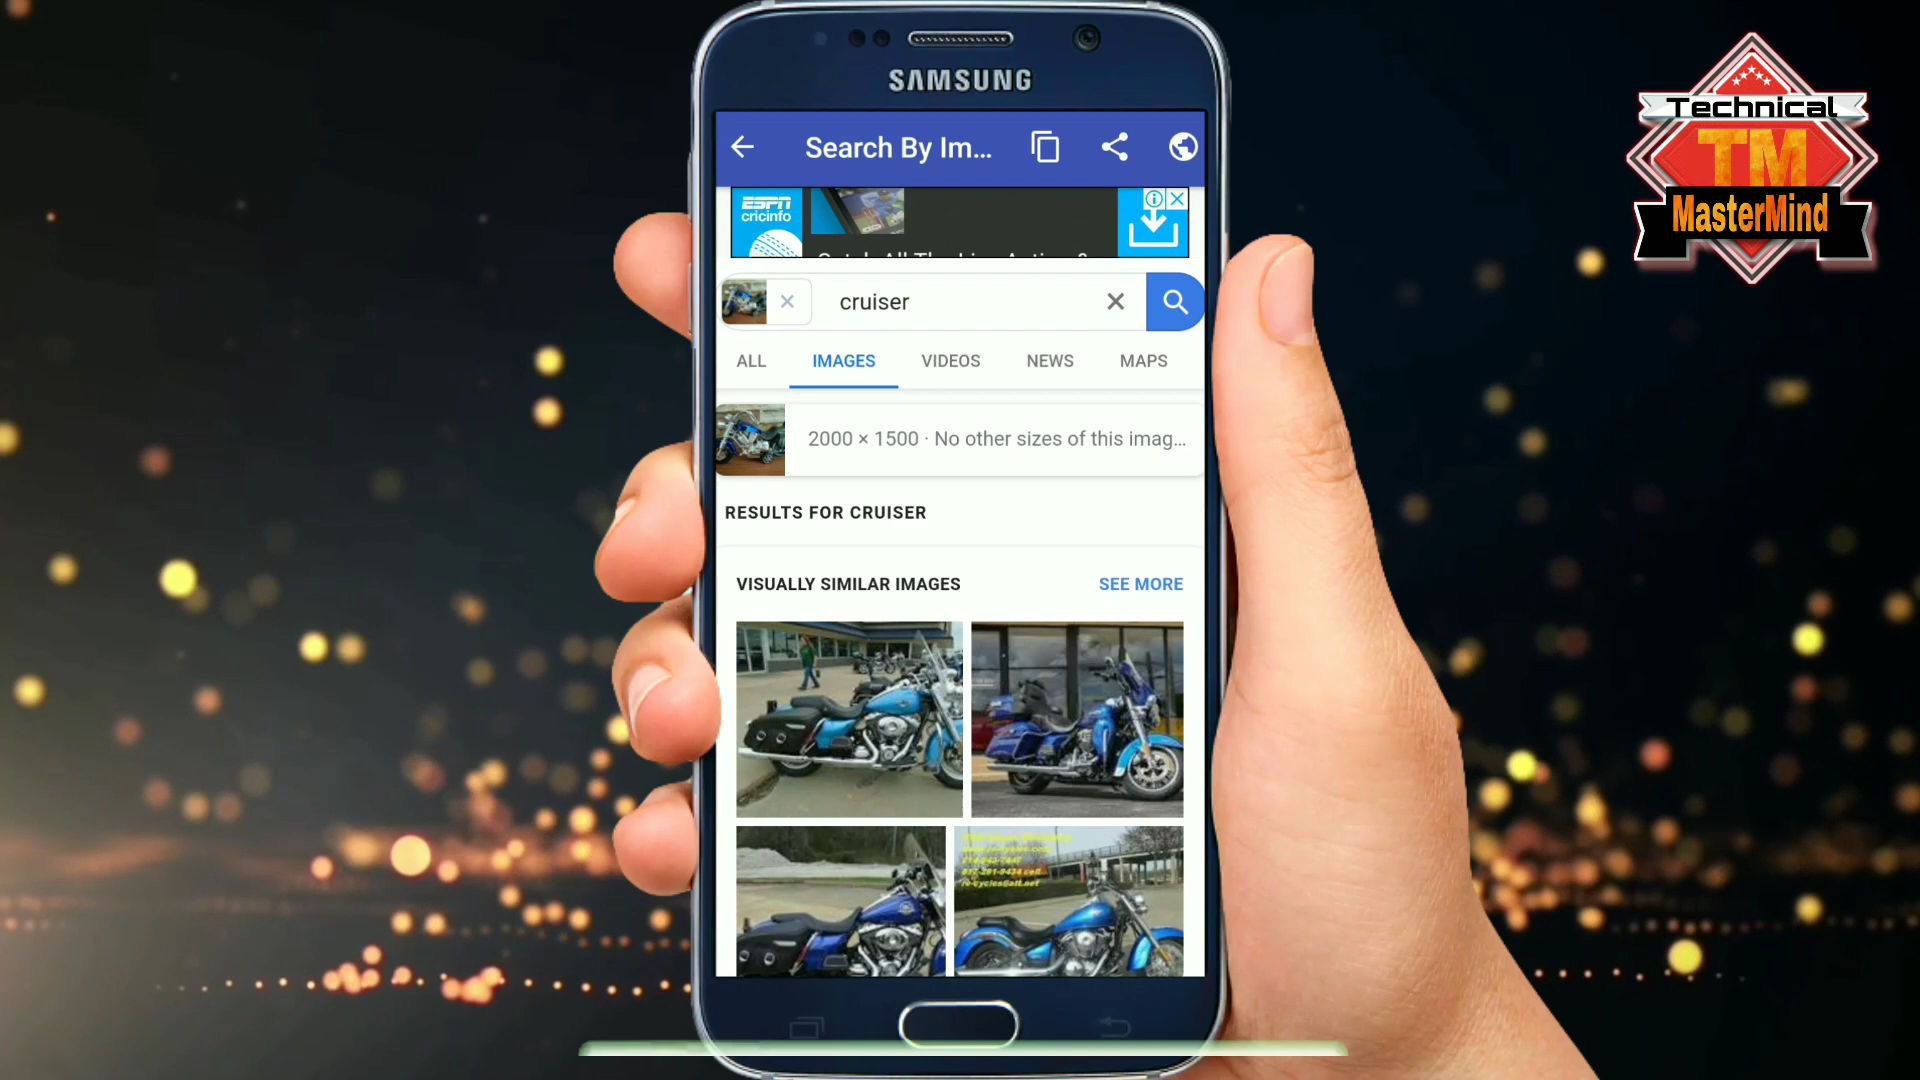 SAMSUNG
Search By Im...
ESPN
cricinfo
cruiser
ALL IMAGES VIDEOS NEWS MAPS
2000 × 1500 · No other sizes of this imag...
RESULTS FOR CRUISER
VISUALLY SIMILAR IMAGES SEE MORE
Technical
TM
MasterMind